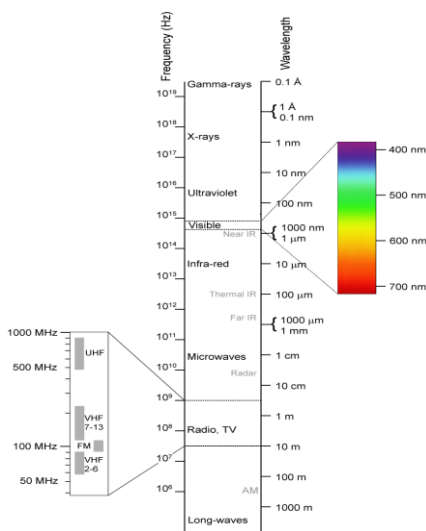 Frequency (Hz)
Wavelength
Gamma-rays
0.1 Å
10¹⁹
1 Å
0.1 nm
10¹⁸
X-rays
1 nm
10¹⁷
10 nm
10¹⁶
Ultraviolet
100 nm
10¹⁵
Visible
Near IR
1000 nm
1 μm
10¹⁴
Infra-red
10 μm
10¹³
Thermal IR
100 μm
10¹²
Far IR
1000 μm
1 mm
10¹¹
Microwaves
1 cm
10¹⁰
Radar
10 cm
10⁹
1 m
10⁸
Radio, TV
10 m
10⁷
100 m
10⁶
AM
1000 m
Long-waves
400 nm
500 nm
600 nm
700 nm
1000 MHz
UHF
500 MHz
VHF
7-13
FM
100 MHz
VHF
2-6
50 MHz